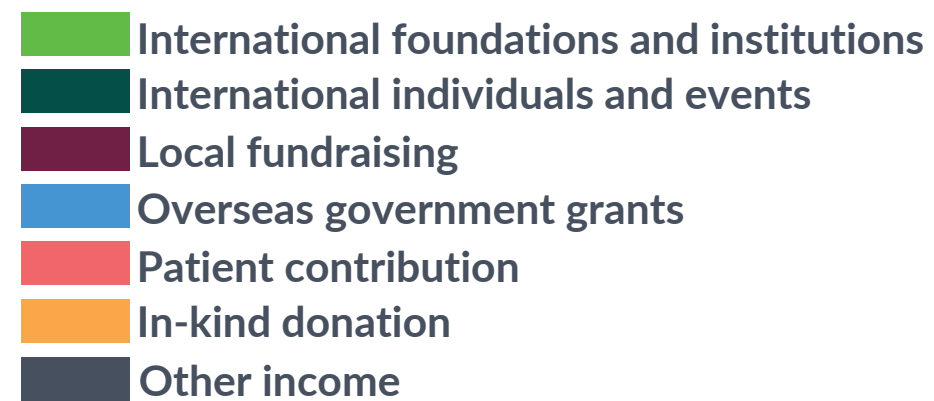 International foundations and institutions
International individuals and events
Local fundraising
Overseas government grants
Patient contribution
In-kind donation
Other income